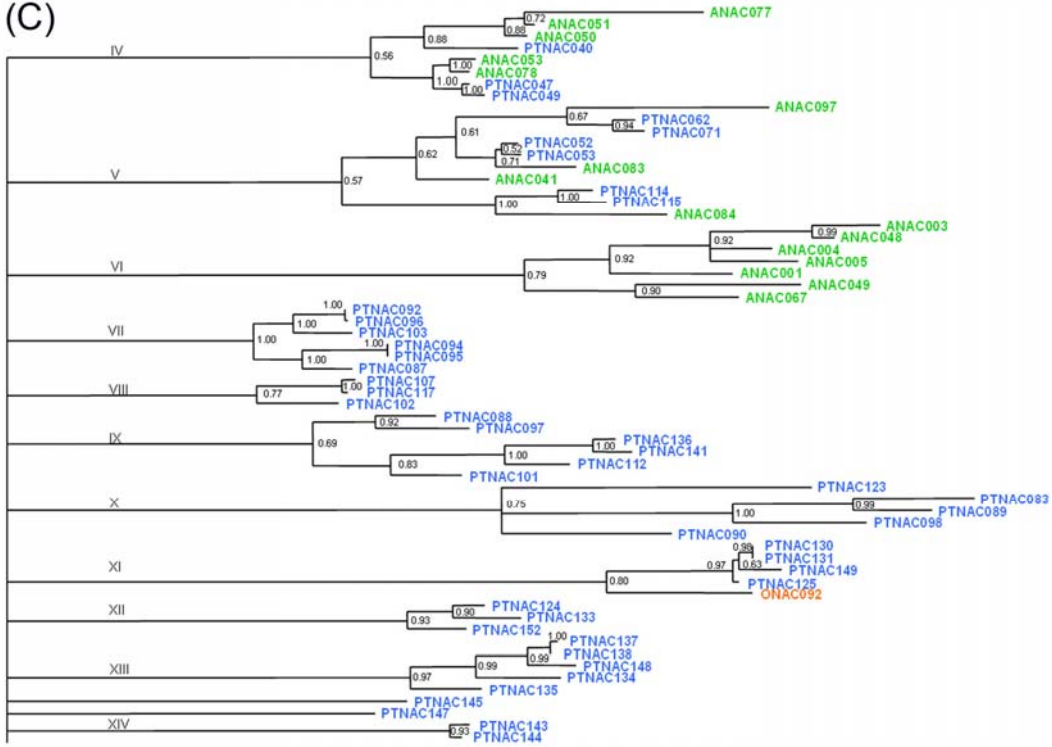 (C)
ANAC077
0.72
ANAC051
0.88
ANAC050
0.88
PTNAC040
IV
0.56
ANAC053
1.00
ANAC078
1.00
PTNAC047
1.00
PTNAC049
ANAC097
0.67
PTNAC062
0.94
PTNAC071
0.61
PTNAC052
0.52
PTNAC053
0.62
0.71
ANAC083
V
ANAC041
0.57
PTNAC114
1.00
PTNAC115
1.00
ANAC084
ANAC003
0.99
ANAC048
0.92
ANAC004
0.92
ANAC005
VI
ANAC001
0.79
ANAC049
0.90
ANAC067
1.00
PTNAC092
PTNAC096
1.00
PTNAC103
VII
1.00
1.00
PTNAC094
PTNAC095
1.00
PTNAC087
PTNAC107
1.00
PTNAC117
VIII
0.77
PTNAC102
PTNAC088
0.92
PTNAC097
IX
0.69
PTNAC136
1.00
PTNAC141
1.00
PTNAC112
0.83
PTNAC101
PTNAC123
X
0.75
PTNAC083
0.99
PTNAC089
1.00
PTNAC098
PTNAC090
0.98
PTNAC130
PTNAC131
XI
0.97
0.63
PTNAC149
PTNAC125
0.80
ONAC092
XII
PTNAC124
0.90
PTNAC133
0.93
PTNAC152
1.00
PTNAC137
PTNAC138
0.99
PTNAC148
0.99
XIII
PTNAC134
0.97
PTNAC135
PTNAC145
PTNAC147
XIV
PTNAC143
0.93
PTNAC144